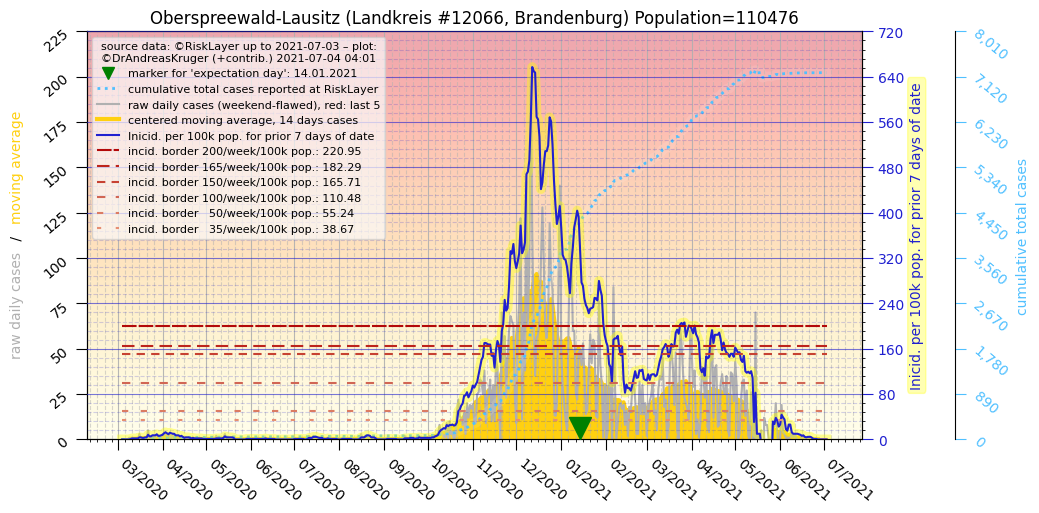 Oberspreewald-Lausitz (Landkreis #12066, Brandenburg) Population=110476
source data: ©RiskLayer up to 2021-07-03 – plot:
©DrAndreasKruger (+contrib.) 2021-07-04 04:01
marker for 'expectation day': 14.01.2021
cumulative total cases reported at RiskLayer
raw daily cases (weekend-flawed), red: last 5
centered moving average, 14 days cases
Inicid. per 100k pop. for prior 7 days of date
incid. border 200/week/100k pop.: 220.95
incid. border 165/week/100k pop.: 182.29
incid. border 150/week/100k pop.: 165.71
incid. border 100/week/100k pop.: 110.48
incid. border 50/week/100k pop.: 55.24
incid. border 35/week/100k pop.: 38.67
raw daily cases / moving average
225
200
175
150
125
100
75
50
25
0
720
640
560
480
400
320
240
160
80
0
Inicid. per 100k pop. for prior 7 days of date
8,010
7,120
6,230
5,340
4,450
3,560
2,670
1,780
890
0
cumulative total cases
03/2020
04/2020
05/2020
06/2020
07/2020
08/2020
09/2020
10/2020
11/2020
12/2020
01/2021
02/2021
03/2021
04/2021
05/2021
06/2021
07/2021